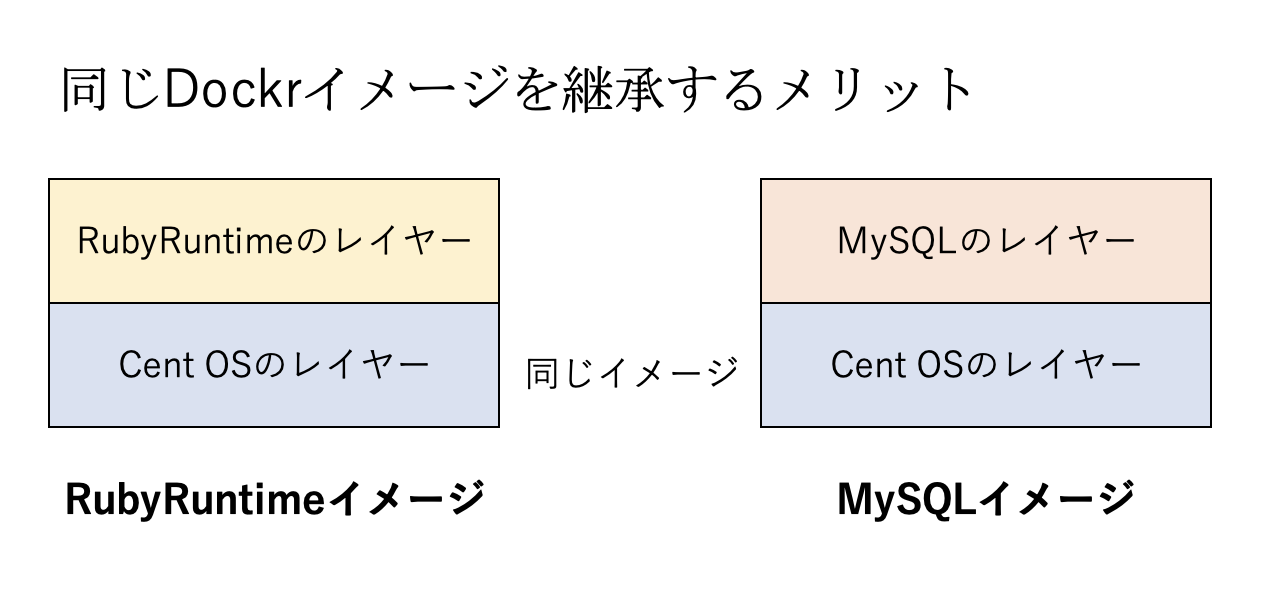 同じDockrイメージを継承するメリット
RubyRuntimeのレイヤー
MySQLのレイヤー
Cent OSのレイヤー
同じイメージ
Cent OSのレイヤー
RubyRuntimeイメージ
MySQLイメージ